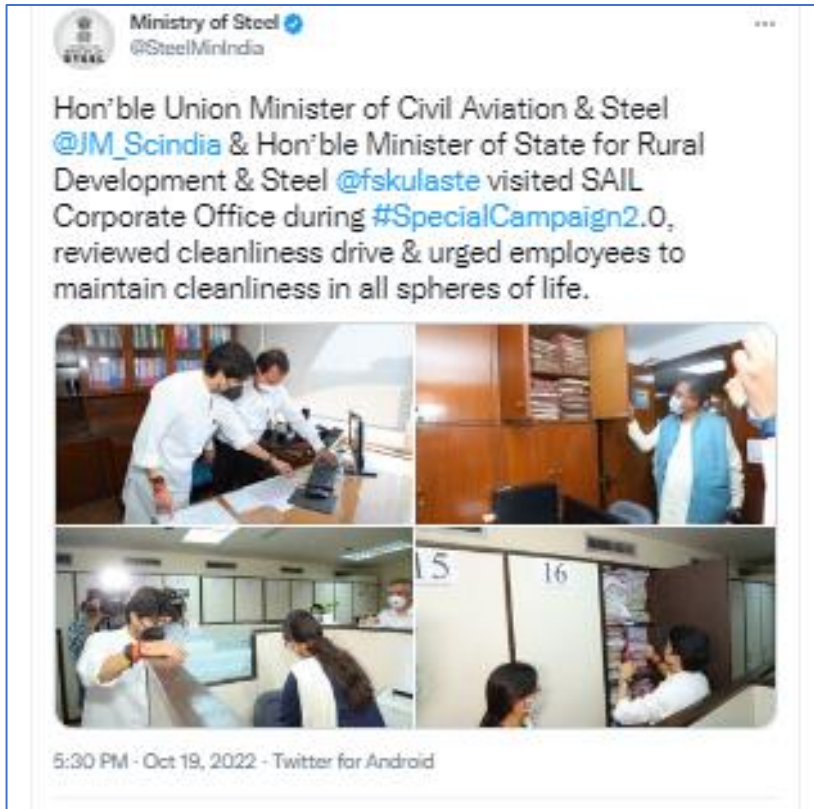 Ministry of Steel
@SteelMinIndia
Hon'ble Union Minister of Civil Aviation & Steel
@JM_Scindia & Hon'ble Minister of State for Rural
Development & Steel @fskulaste visited SAIL
Corporate Office during #SpecialCampaign2.0,
reviewed cleanliness drive & urged employees to
maintain cleanliness in all spheres of life.
15
16
5:30 PM · Oct 19, 2022 · Twitter for Android